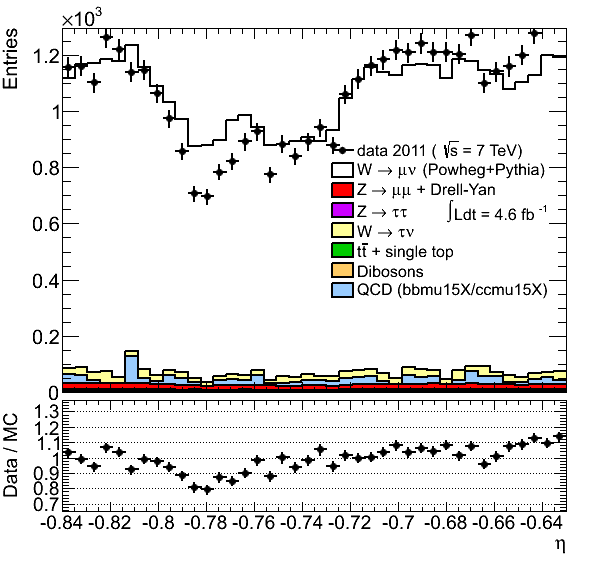 ×10³
Entries
1.2
1
0.8
0.6
0.4
0.2
0
data 2011 ( √s = 7 TeV)
W → μν (Powheg+Pythia)
Z → μμ + Drell-Yan
Z → ττ
∫Ldt = 4.6 fb⁻¹
W → τν
tt̅ + single top
Dibosons
QCD (bbmu15X/ccmu15X)
Data / MC
1.3
1.2
1.1
1
0.9
0.8
0.7
-0.84 -0.82 -0.8 -0.78 -0.76 -0.74 -0.72 -0.7 -0.68 -0.66 -0.64
η